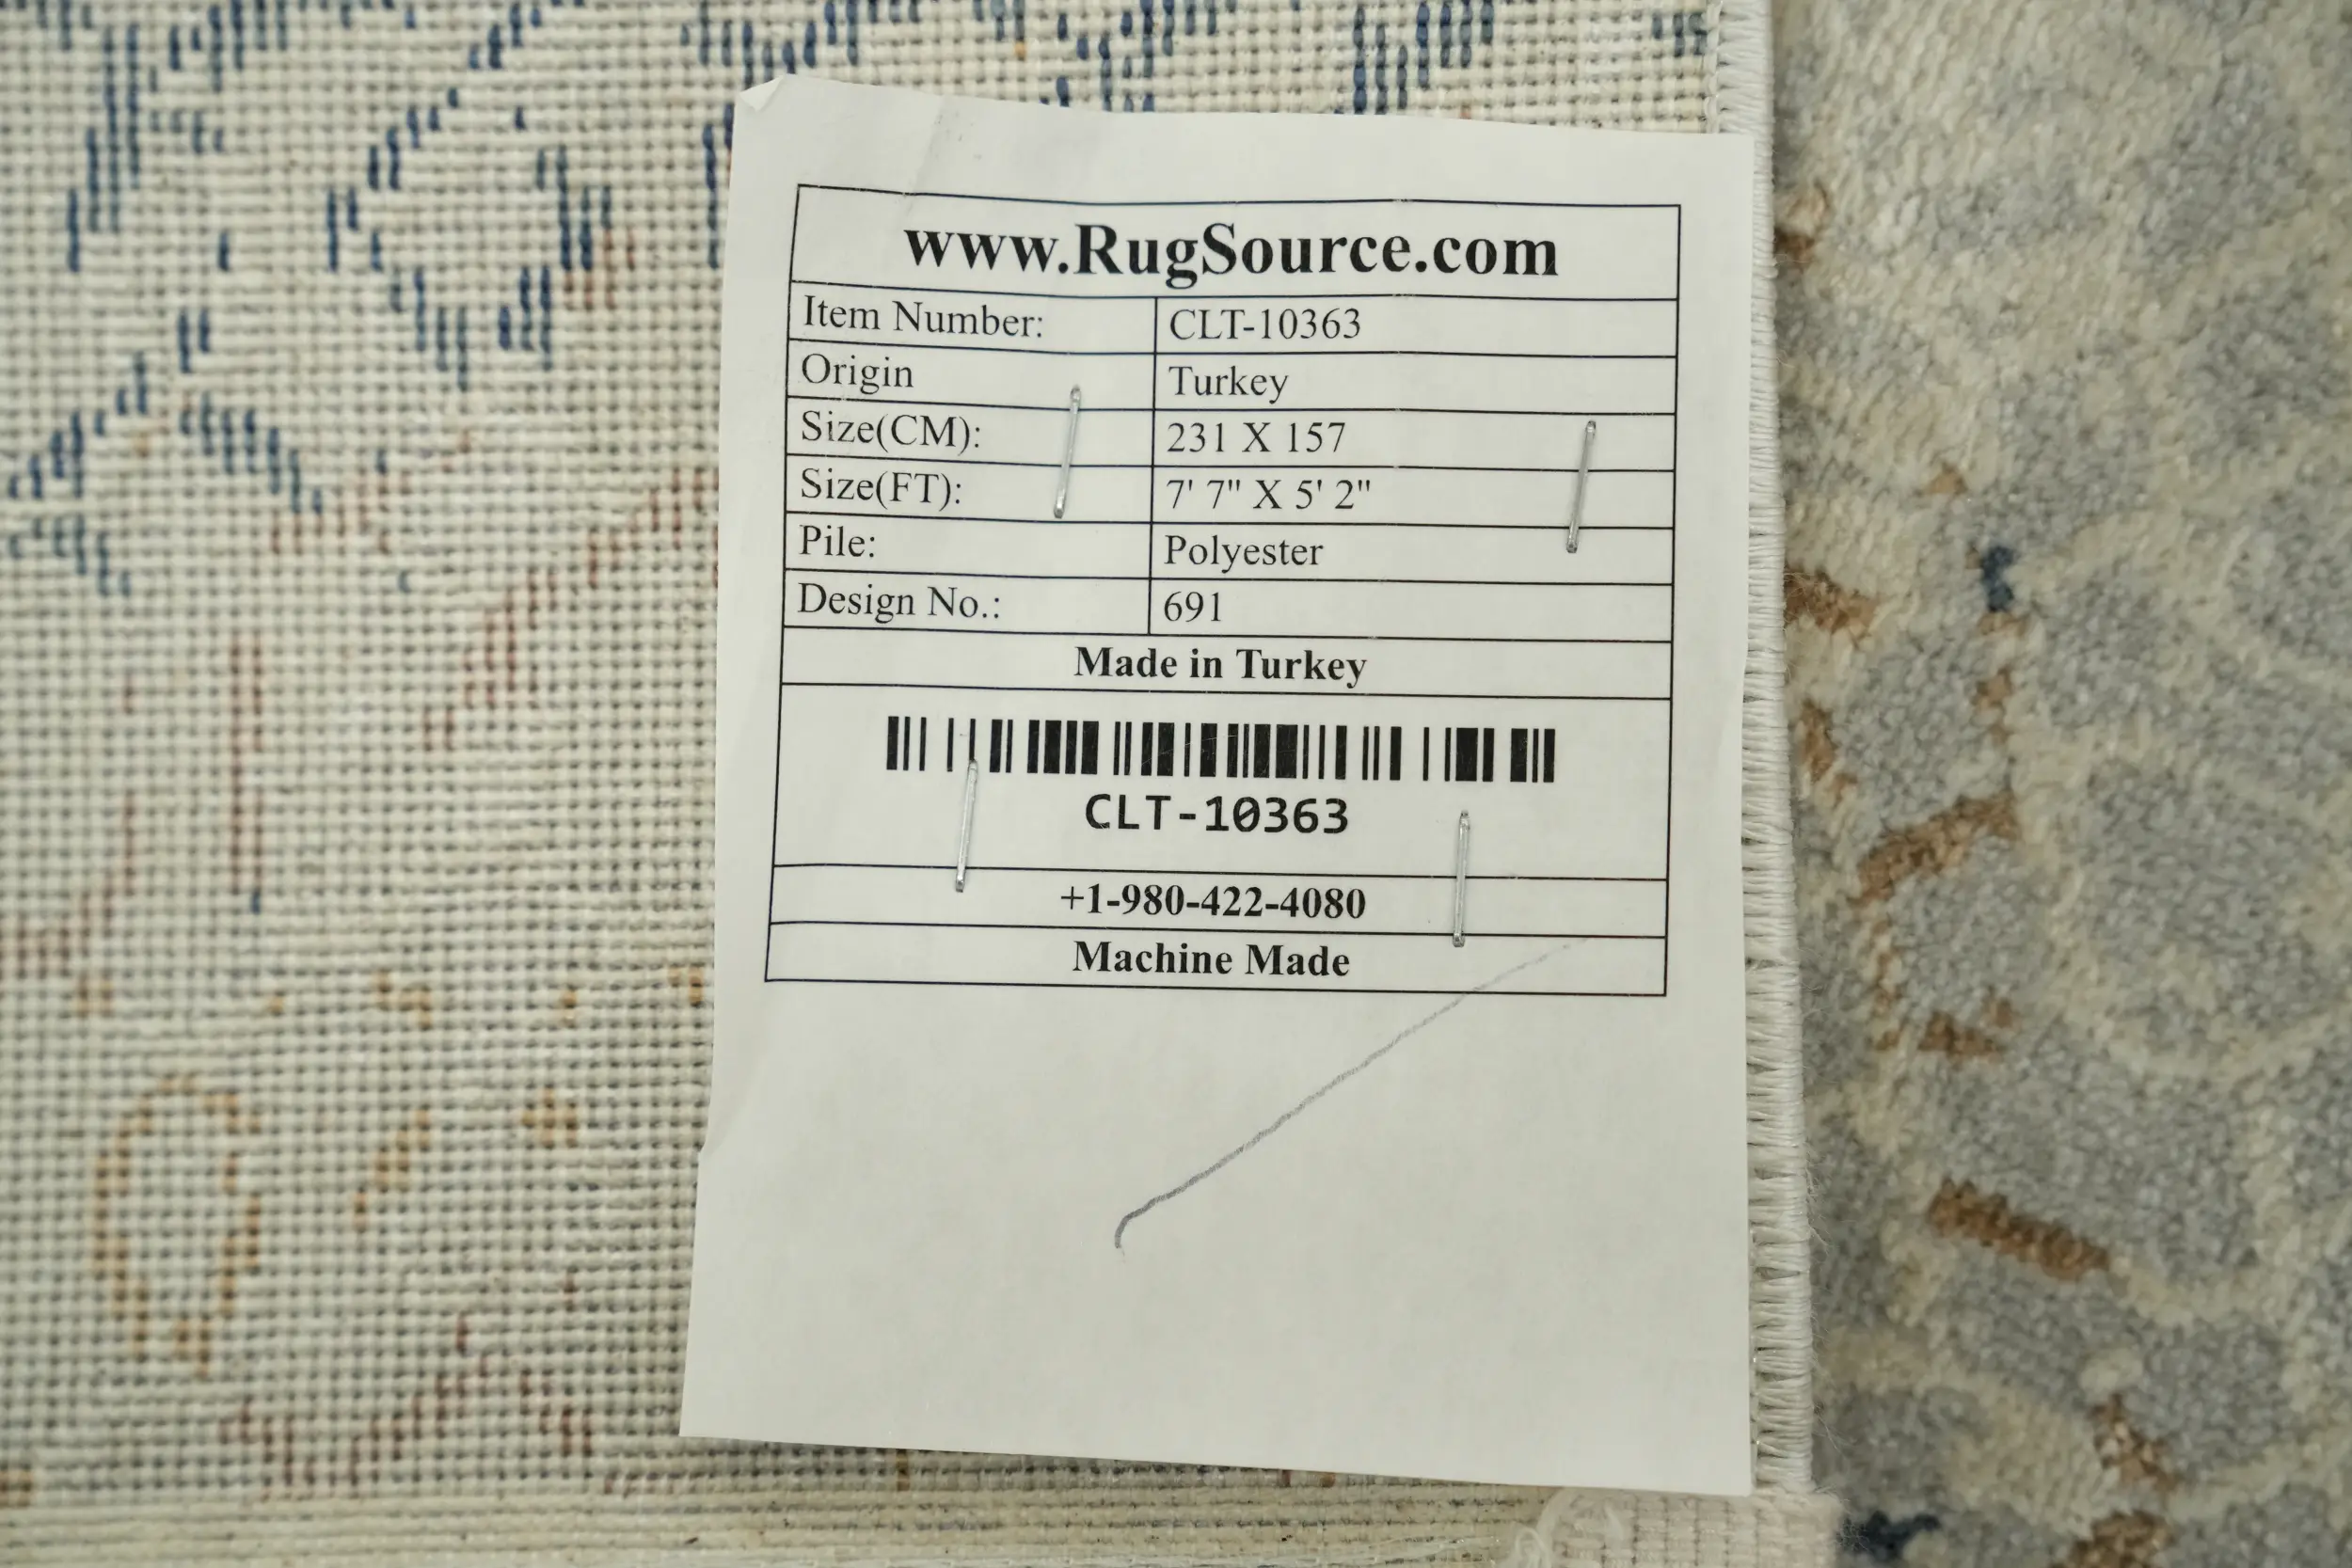 www.RugSource.com
Item Number: CLT-10363
Origin Turkey
Size(CM): 231 X 157
Size(FT): 7' 7" X 5' 2"
Pile: Polyester
Design No.: 691
Made in Turkey
CLT-10363
+1-980-422-4080
Machine Made